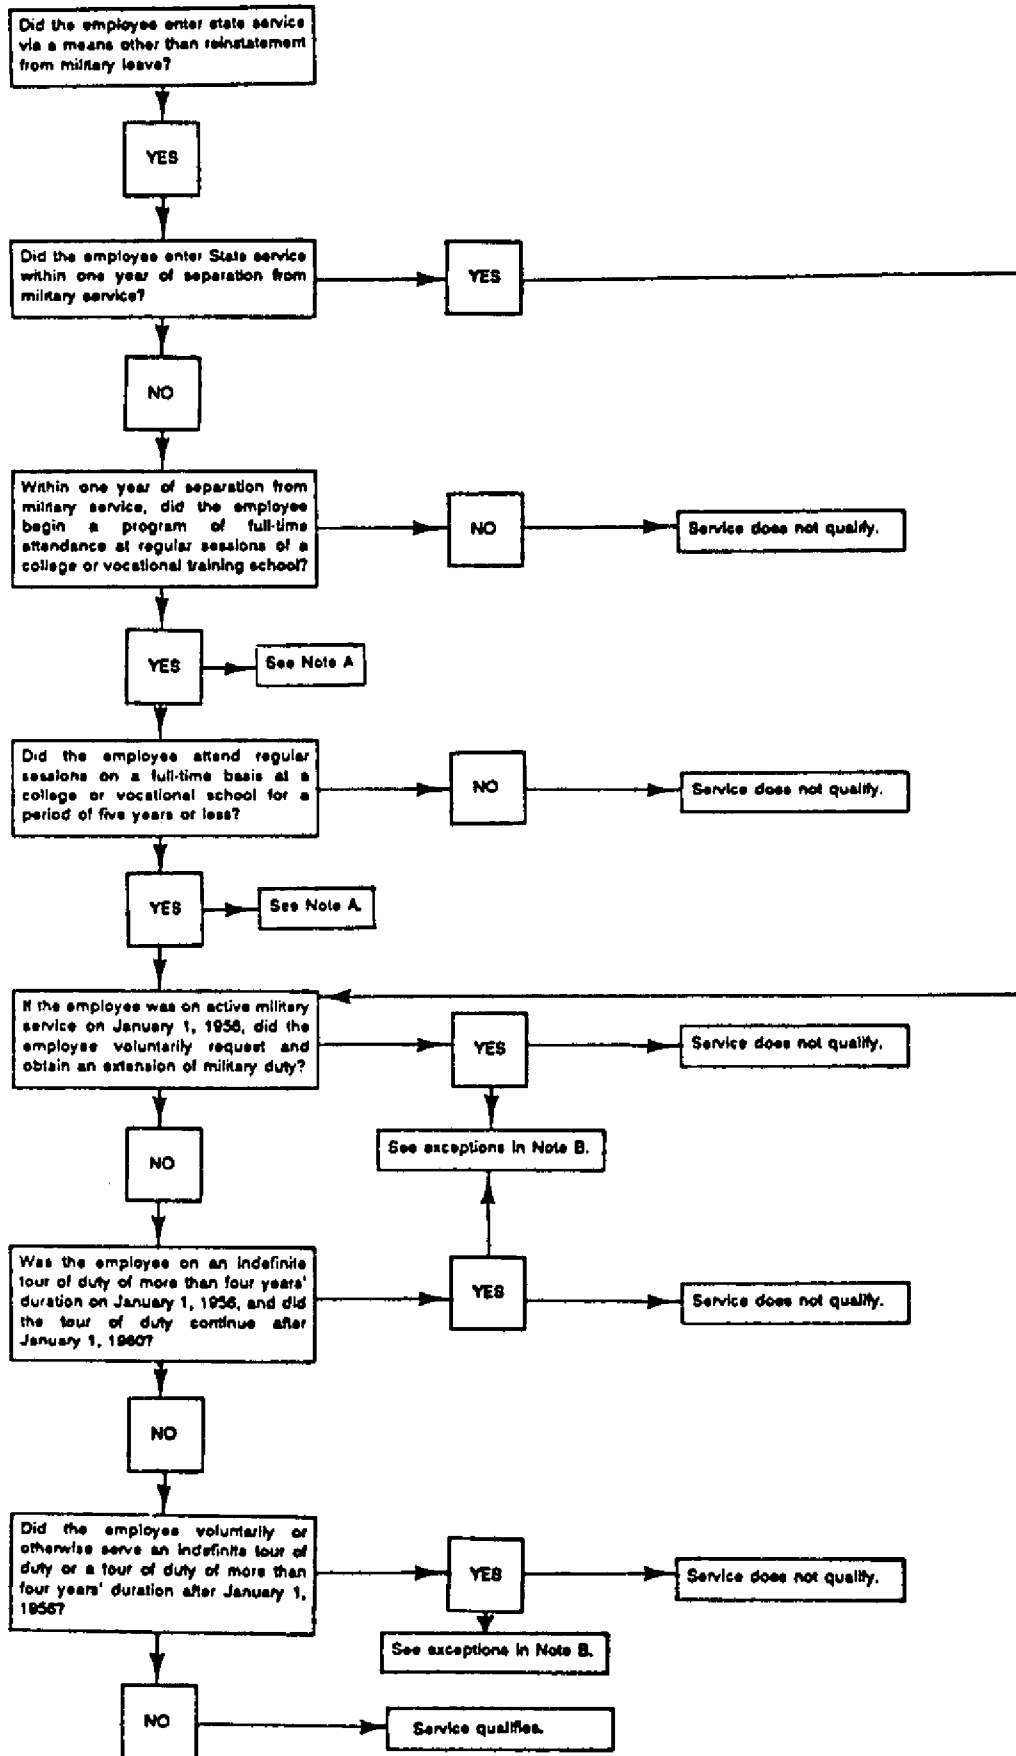 Did the employee enter state service
via a means other than reinstatement
from military leave?
YES
Did the employee enter State service
within one year of separation from
military service?
YES
NO
Within one year of separation from
military service, did the employee
begin a program of full-time
attendance at regular sessions of a
college or vocational training school?
NO
Service does not qualify.
YES
See Note A
Did the employee attend regular
sessions on a full-time basis at a
college or vocational school for a
period of five years or less?
NO
Service does not qualify.
YES
See Note A.
If the employee was on active military
service on January 1, 1956, did the
employee voluntarily request and
obtain an extension of military duty?
YES
Service does not qualify.
See exceptions in Note B.
NO
Was the employee on an indefinite
tour of duty of more than four years'
duration on January 1, 1956, and did
the tour of duty continue after
January 1, 1960?
YES
Service does not qualify.
NO
Did the employee voluntarily or
otherwise serve an indefinite tour of
duty or a tour of duty of more than
four years' duration after January 1,
1956?
YES
Service does not qualify.
See exceptions in Note B.
NO
Service qualifies.